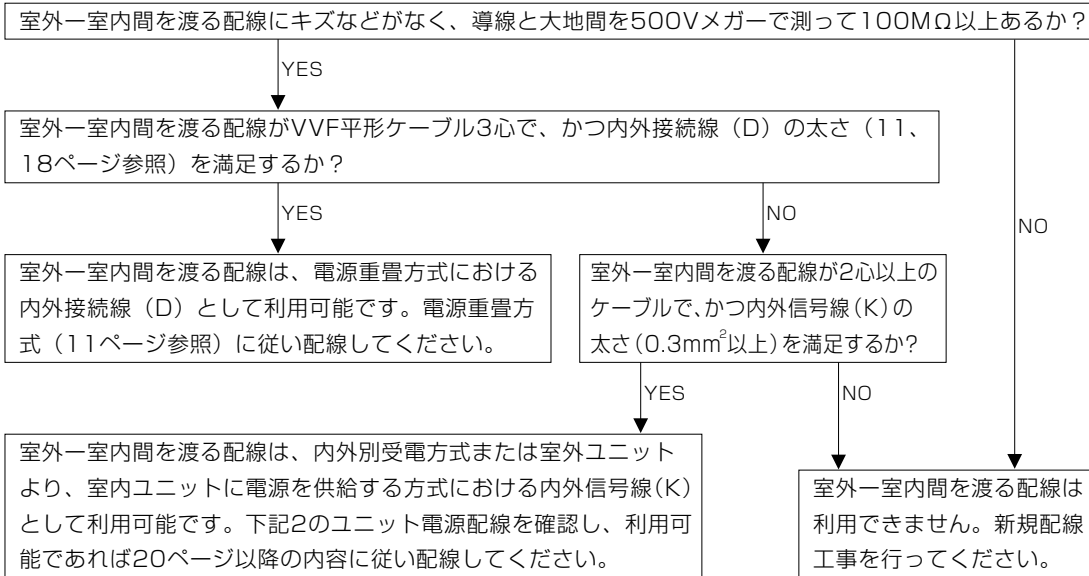 室外ー室内間を渡る配線にキズなどがなく、導線と大地間を500Vメガーで測って100MΩ以上あるか?
YES
室外ー室内間を渡る配線がVVF平形ケーブル3心で、かつ内外接続線(D)の太さ(11、
18ページ参照)を満足するか?
YES
NO
NO
室外ー室内間を渡る配線は、電源重畳方式における
内外接続線(D)として利用可能です。電源重畳方
式(11ページ参照)に従い配線してください。
室外ー室内間を渡る配線が2心以上の
ケーブルで、かつ内外信号線(K)の
太さ(0.3mm²以上)を満足するか?
YES
NO
室外ー室内間を渡る配線は、内外別受電方式または室外ユニット
より、室内ユニットに電源を供給する方式における内外信号線(K)
として利用可能です。下記2のユニット電源配線を確認し、利用可
能であれば20ページ以降の内容に従い配線してください。
室外ー室内間を渡る配線は
利用できません。新規配線
工事を行ってください。